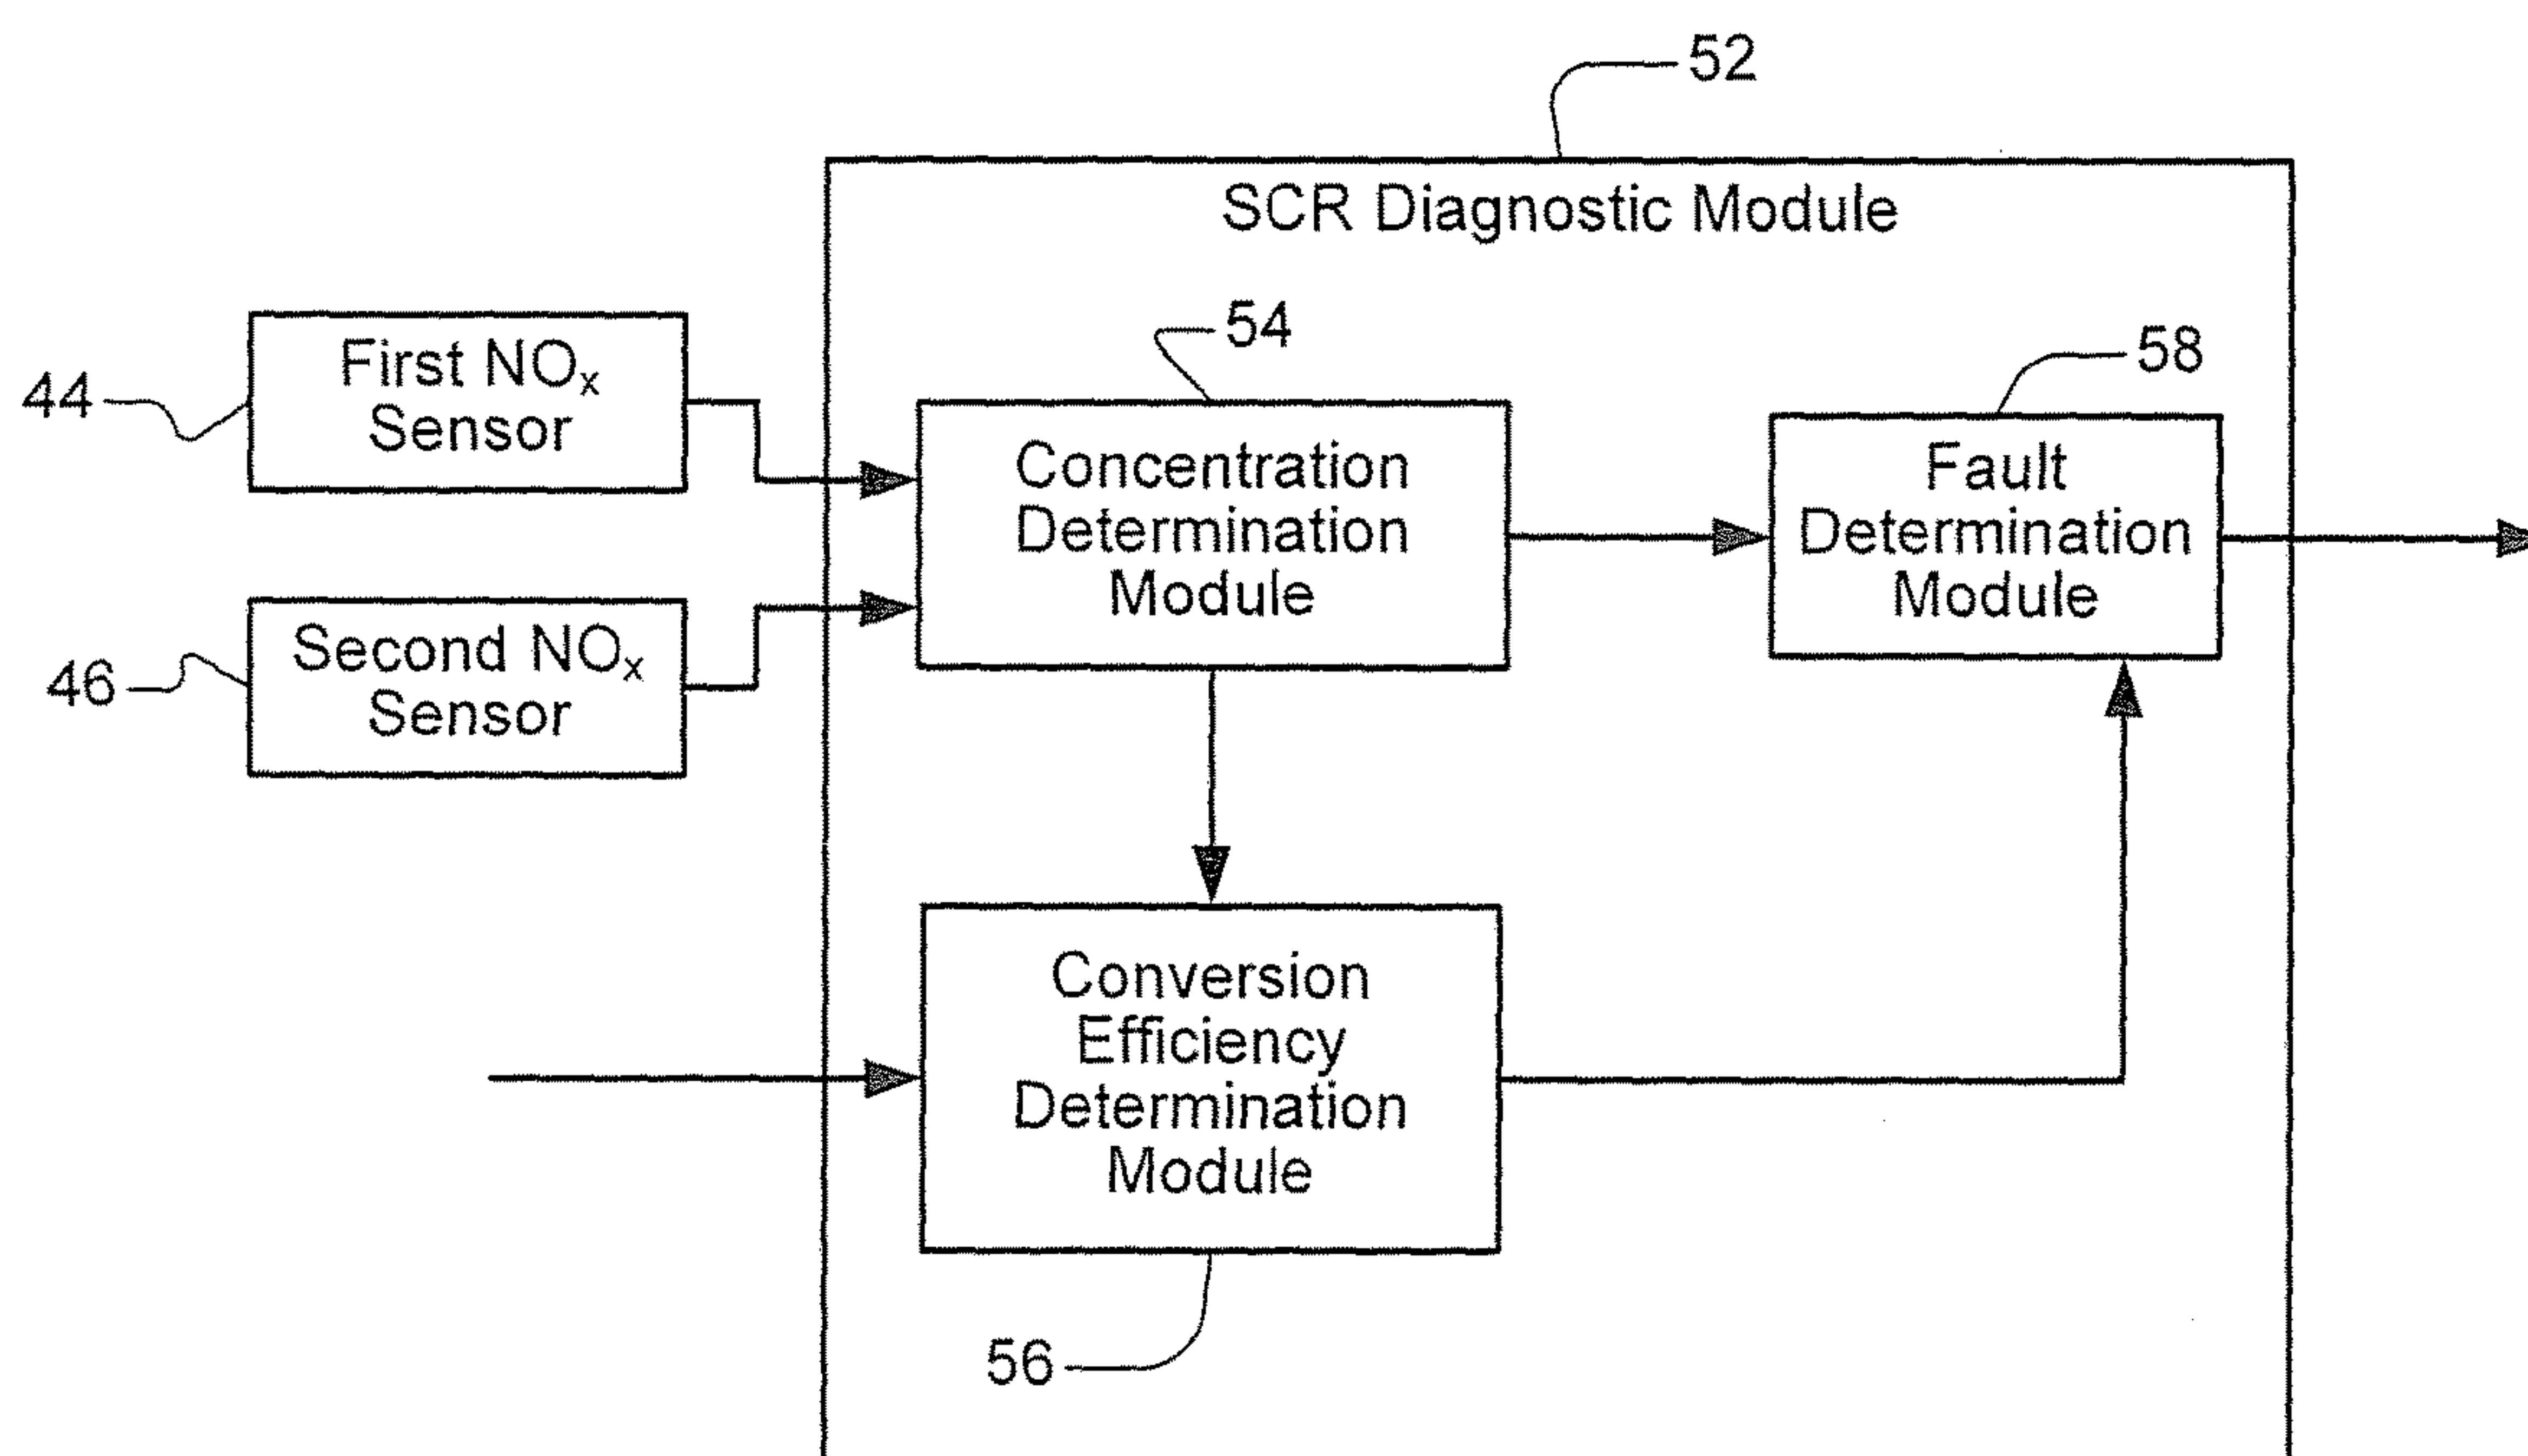 52
SCR Diagnostic Module
54
58
44
First NOₓ
Sensor
Concentration
Determination
Module
Fault
Determination
Module
46
Second NOₓ
Sensor
Conversion
Efficiency
Determination
Module
56